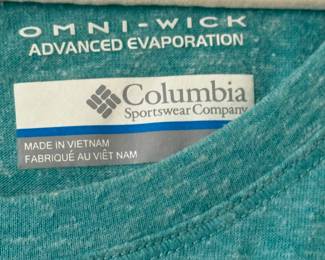 OMNI-WICK
ADVANCED EVAPORATION
Columbia
Sportswear Company
MADE IN VIETNAM
FABRIQUÉ AU VIÊT NAM